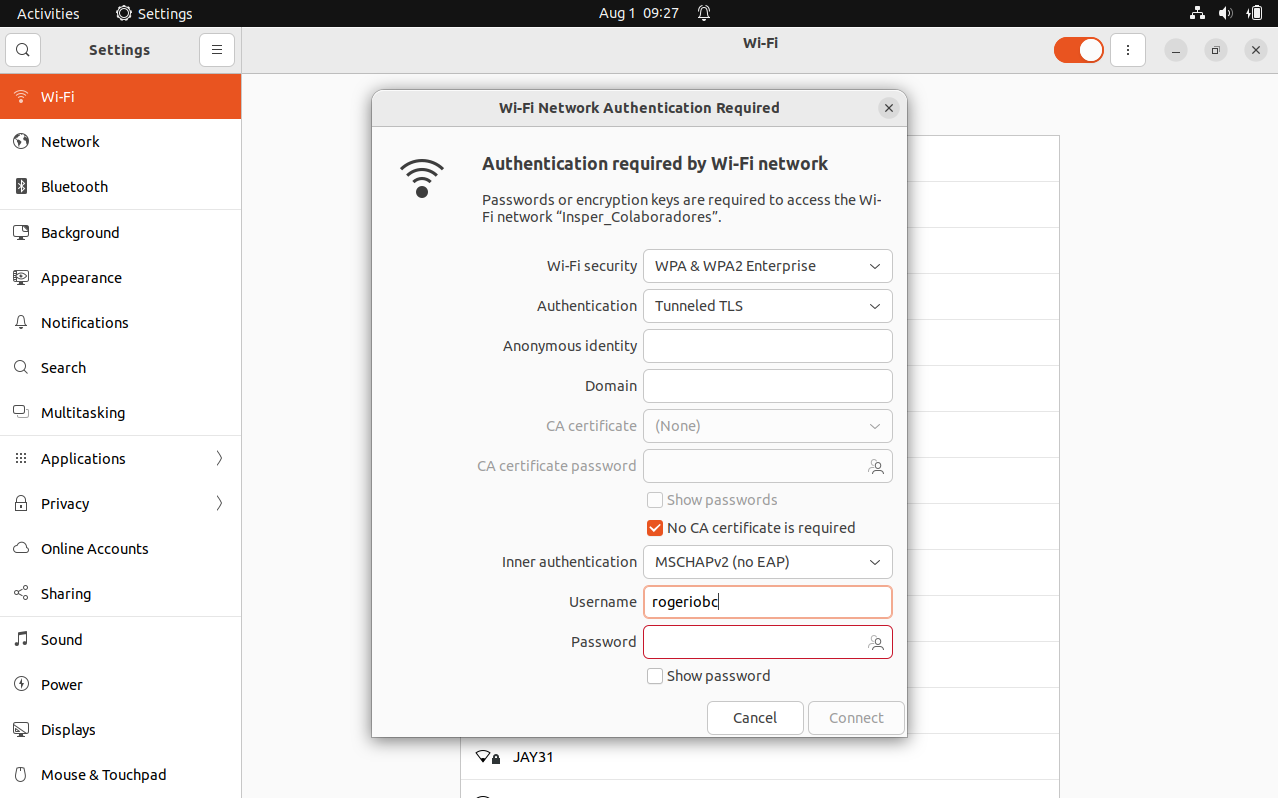 Activities Settings Aug 1 09:27
Settings Wi-Fi
Wi-Fi
Network
Bluetooth
Background
Appearance
Notifications
Search
Multitasking
Applications
Privacy
Online Accounts
Sharing
Sound
Power
Displays
Mouse & Touchpad
Wi-Fi Network Authentication Required
Authentication required by Wi-Fi network
Passwords or encryption keys are required to access the Wi-
Fi network “Insper_Colaboradores”.
Wi-Fi security WPA & WPA2 Enterprise
Authentication Tunneled TLS
Anonymous identity
Domain
CA certificate (None)
CA certificate password
Show passwords
No CA certificate is required
Inner authentication MSCHAPv2 (no EAP)
Username rogeriobc
Password
Show password
Cancel Connect
JAY31